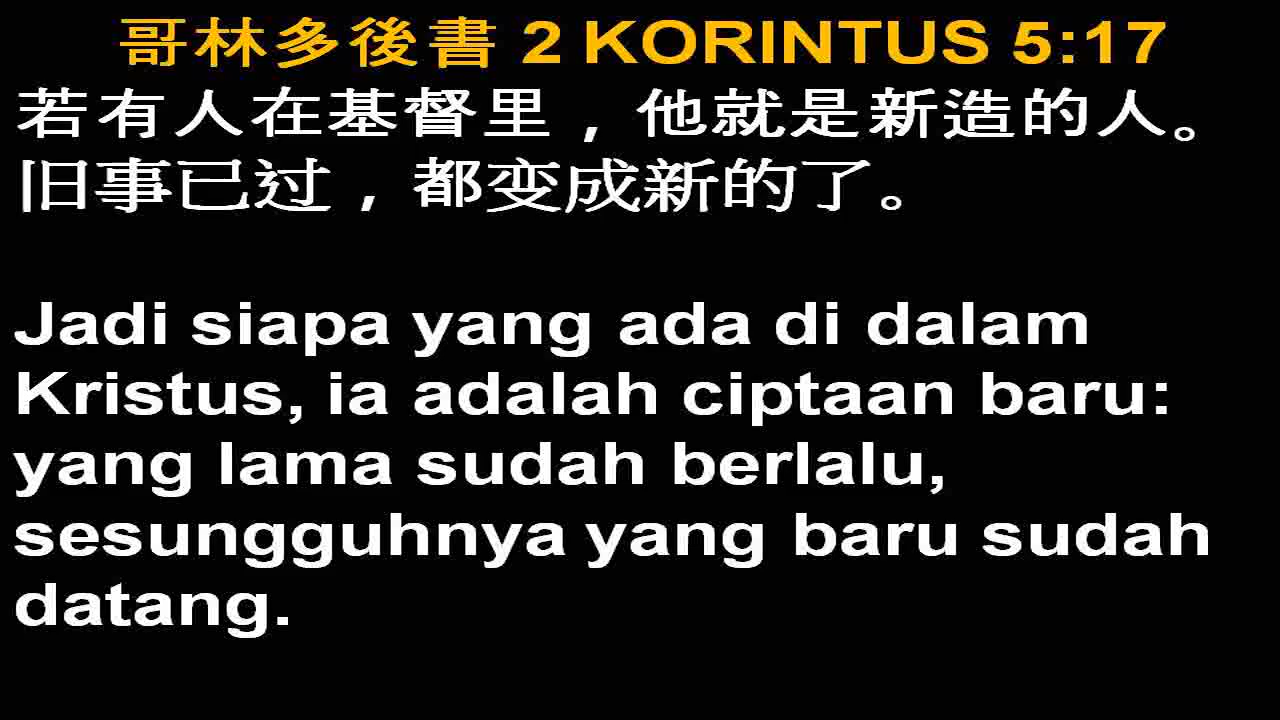 哥林多後書 2 KORINTUS 5:17
若有人在基督里，他就是新造的人。
旧事已过，都变成新的了。
Jadi siapa yang ada di dalam
Kristus, ia adalah ciptaan baru:
yang lama sudah berlalu,
sesungguhnya yang baru sudah
datang.